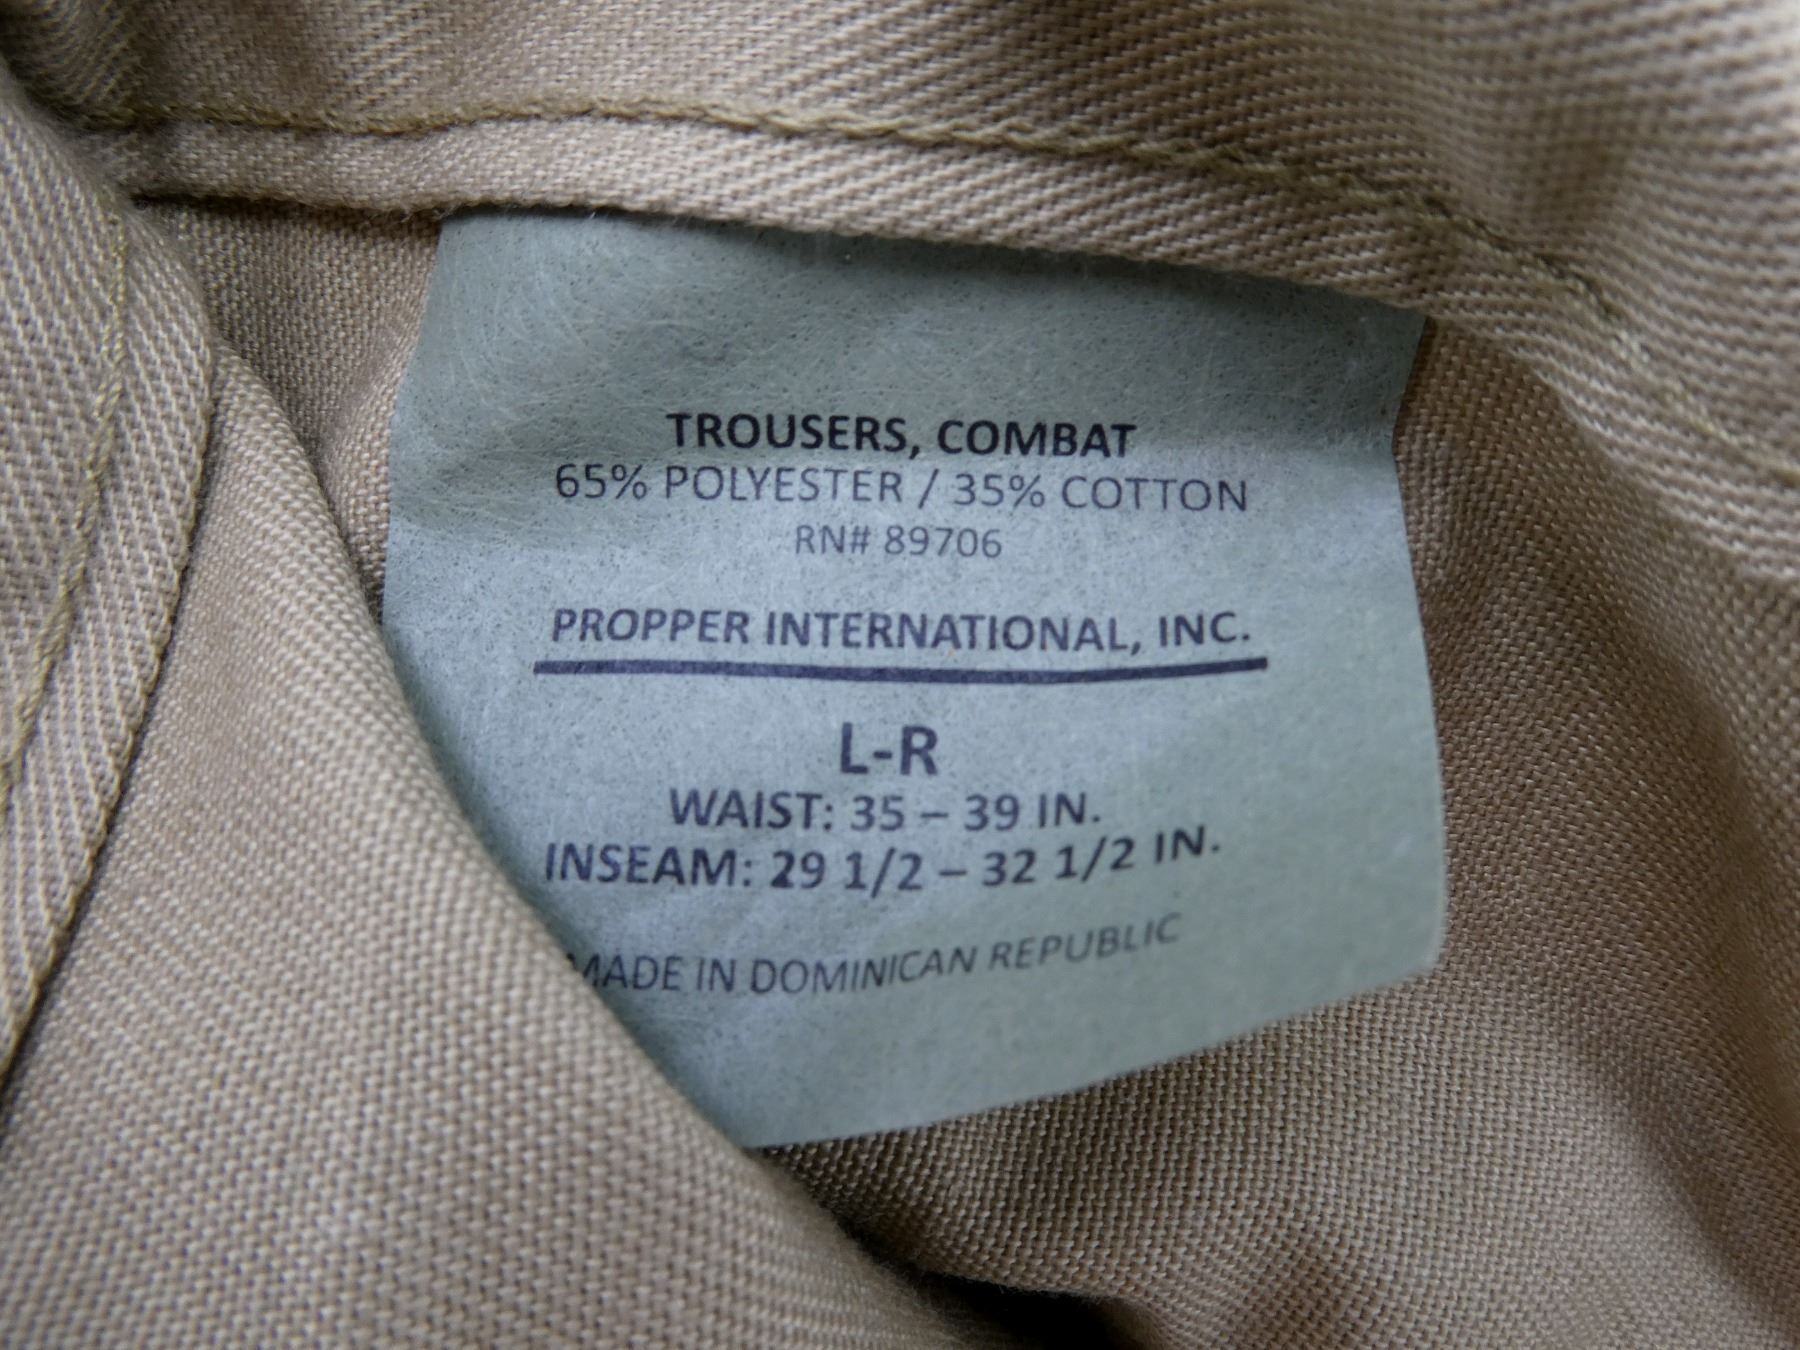 TROUSERS, COMBAT
65% POLYESTER / 35% COTTON
RN# 89706
PROPPER INTERNATIONAL, INC.
L-R
WAIST: 35 – 39 IN.
INSEAM: 29 1/2 – 32 1/2 IN.
MADE IN DOMINICAN REPUBLIC